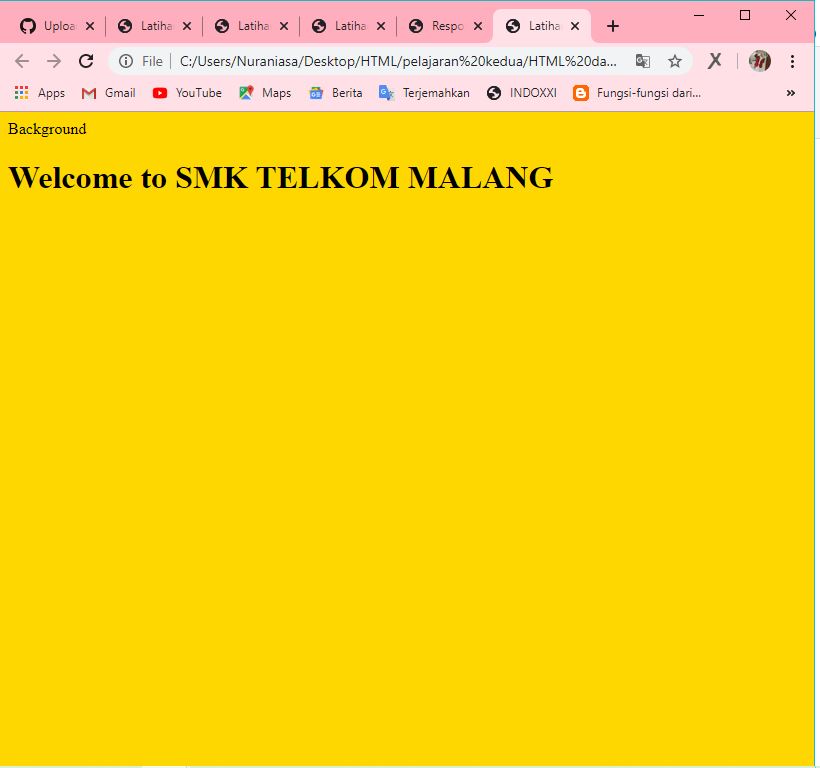 Uploa Latiha Latiha Latiha Respo Latiha
File C:/Users/Nuraniasa/Desktop/HTML/pelajaran%20kedua/HTML%20da...
Apps Gmail YouTube Maps Berita Terjemahkan INDOXXI Fungsi-fungsi dari... »
Background
Welcome to SMK TELKOM MALANG